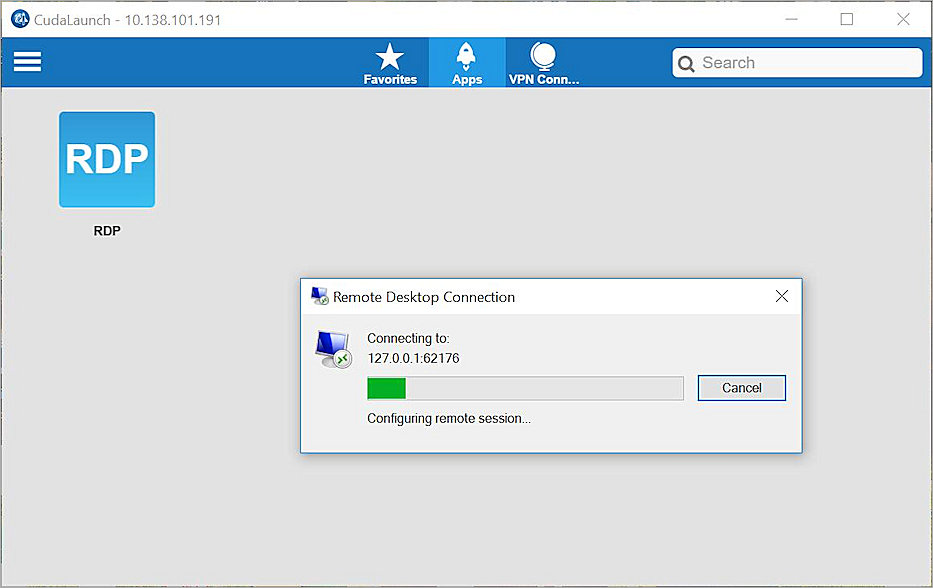 CudaLaunch - 10.138.101.191
Favorites
Apps
VPN Conn...
Search
RDP
RDP
Remote Desktop Connection
Connecting to:
127.0.0.1:62176
Cancel
Configuring remote session...